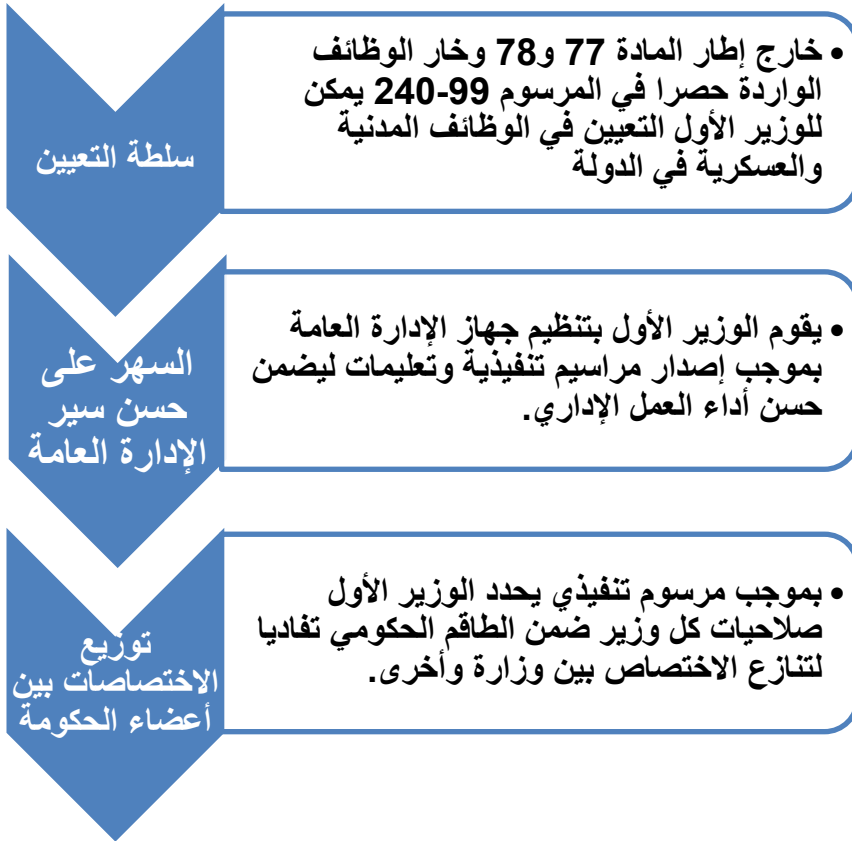 سلطة التعيين
• خارج إطار المادة 77 و78 وخار الوظائف
الواردة حصرا في المرسوم 99-240 يمكن
للوزير الأول التعيين في الوظائف المدنية
والعسكرية في الدولة
السهر على
حسن سير
الإدارة العامة
• يقوم الوزير الأول بتنظيم جهاز الإدارة العامة
بموجب إصدار مراسيم تنفيذية وتعليمات ليضمن
حسن أداء العمل الإداري.
توزيع
الاختصاصات بين
أعضاء الحكومة
• بموجب مرسوم تنفيذي يحدد الوزير الأول
صلاحيات كل وزير ضمن الطاقم الحكومي تفاديا
لتنازع الاختصاص بين وزارة وأخرى.